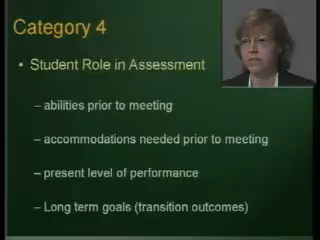 Category 4
• Student Role in Assessment
– abilities prior to meeting
– accommodations needed prior to meeting
– present level of performance
– Long term goals (transition outcomes)